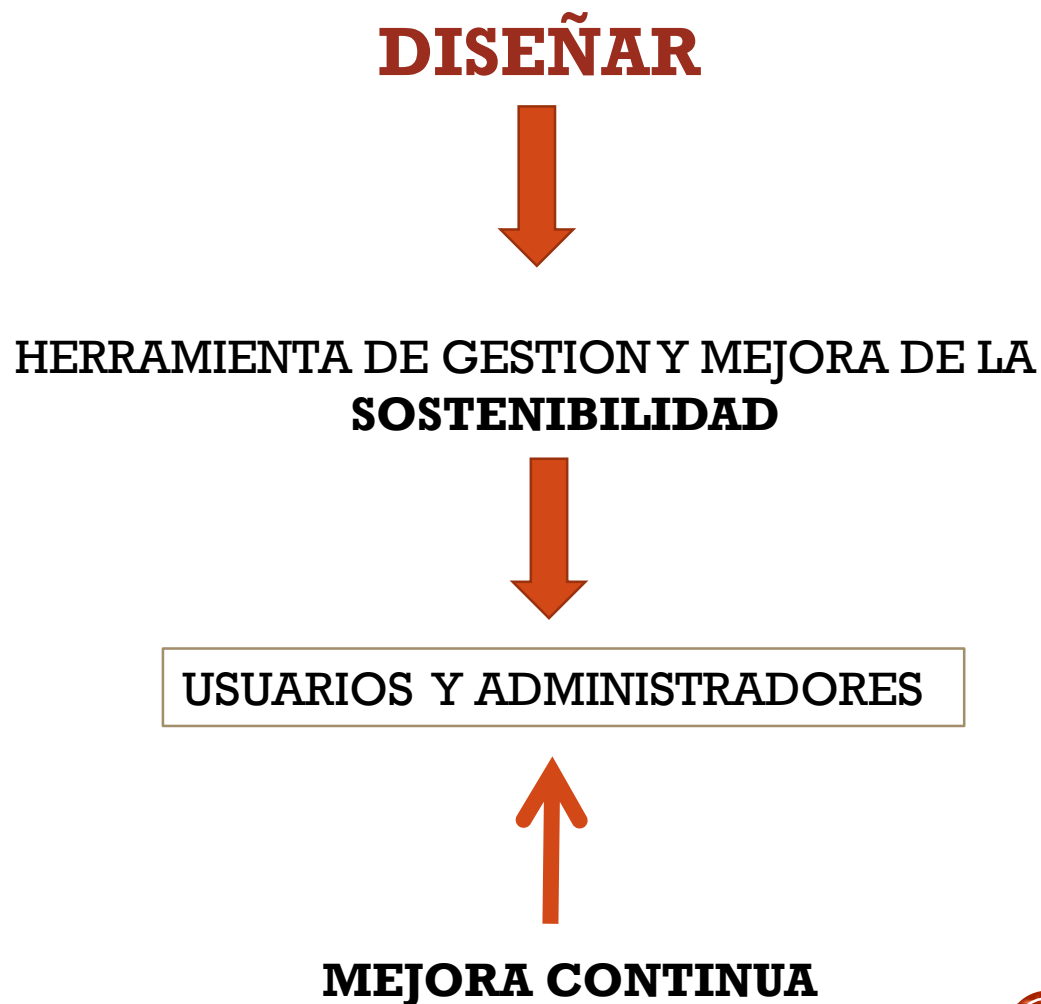 DISEÑAR
HERRAMIENTA DE GESTION Y MEJORA DE LA
SOSTENIBILIDAD
USUARIOS Y ADMINISTRADORES
MEJORA CONTINUA